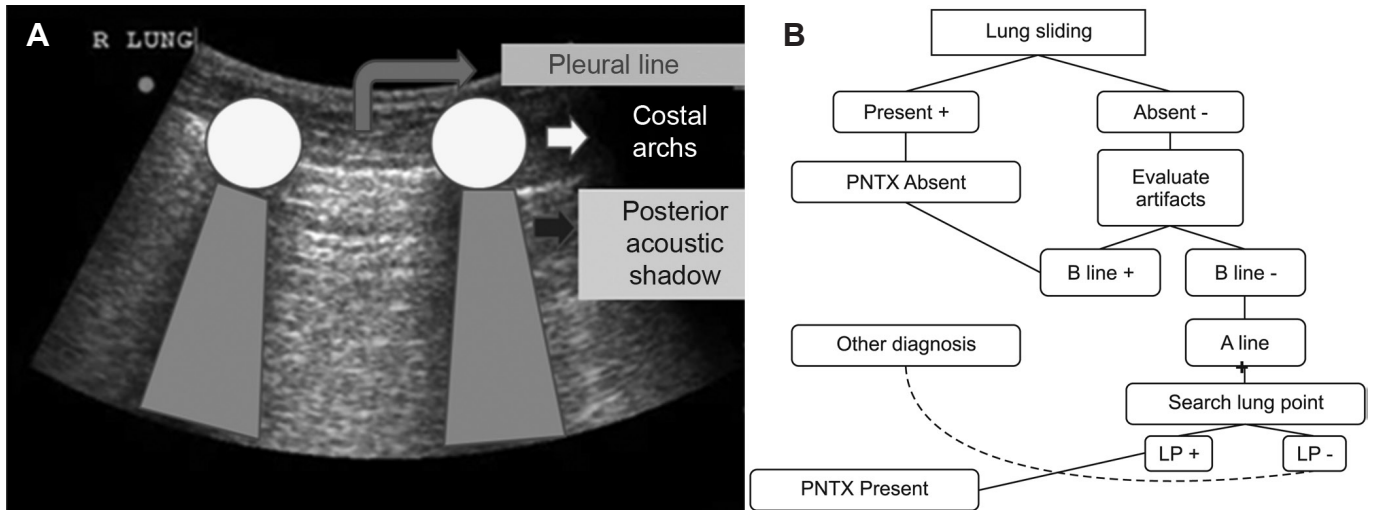 A
R LUNG
Pleural line
Costal
archs
Posterior
acoustic
shadow
B
Lung sliding
Present +
Absent -
PNTX Absent
Evaluate
artifacts
B line +
B line -
Other diagnosis
A line
+
Search lung point
LP +
LP -
PNTX Present